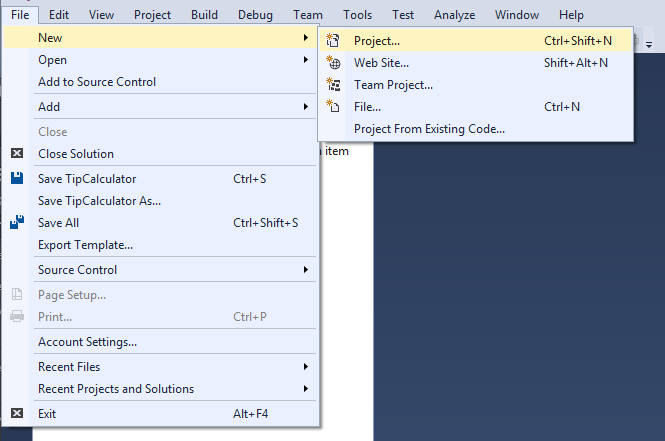 File Edit View Project Build Debug Team Tools Test Analyze Window Help
New
Project... Ctrl+Shift+N
Open
Web Site... Shift+Alt+N
Add to Source Control
Team Project...
Add
File... Ctrl+N
Close
Project From Existing Code...
Close Solution
item
Save TipCalculator Ctrl+S
Save TipCalculator As...
Save All Ctrl+Shift+S
Export Template...
Source Control
Page Setup...
Print... Ctrl+P
Account Settings...
Recent Files
Recent Projects and Solutions
Exit Alt+F4